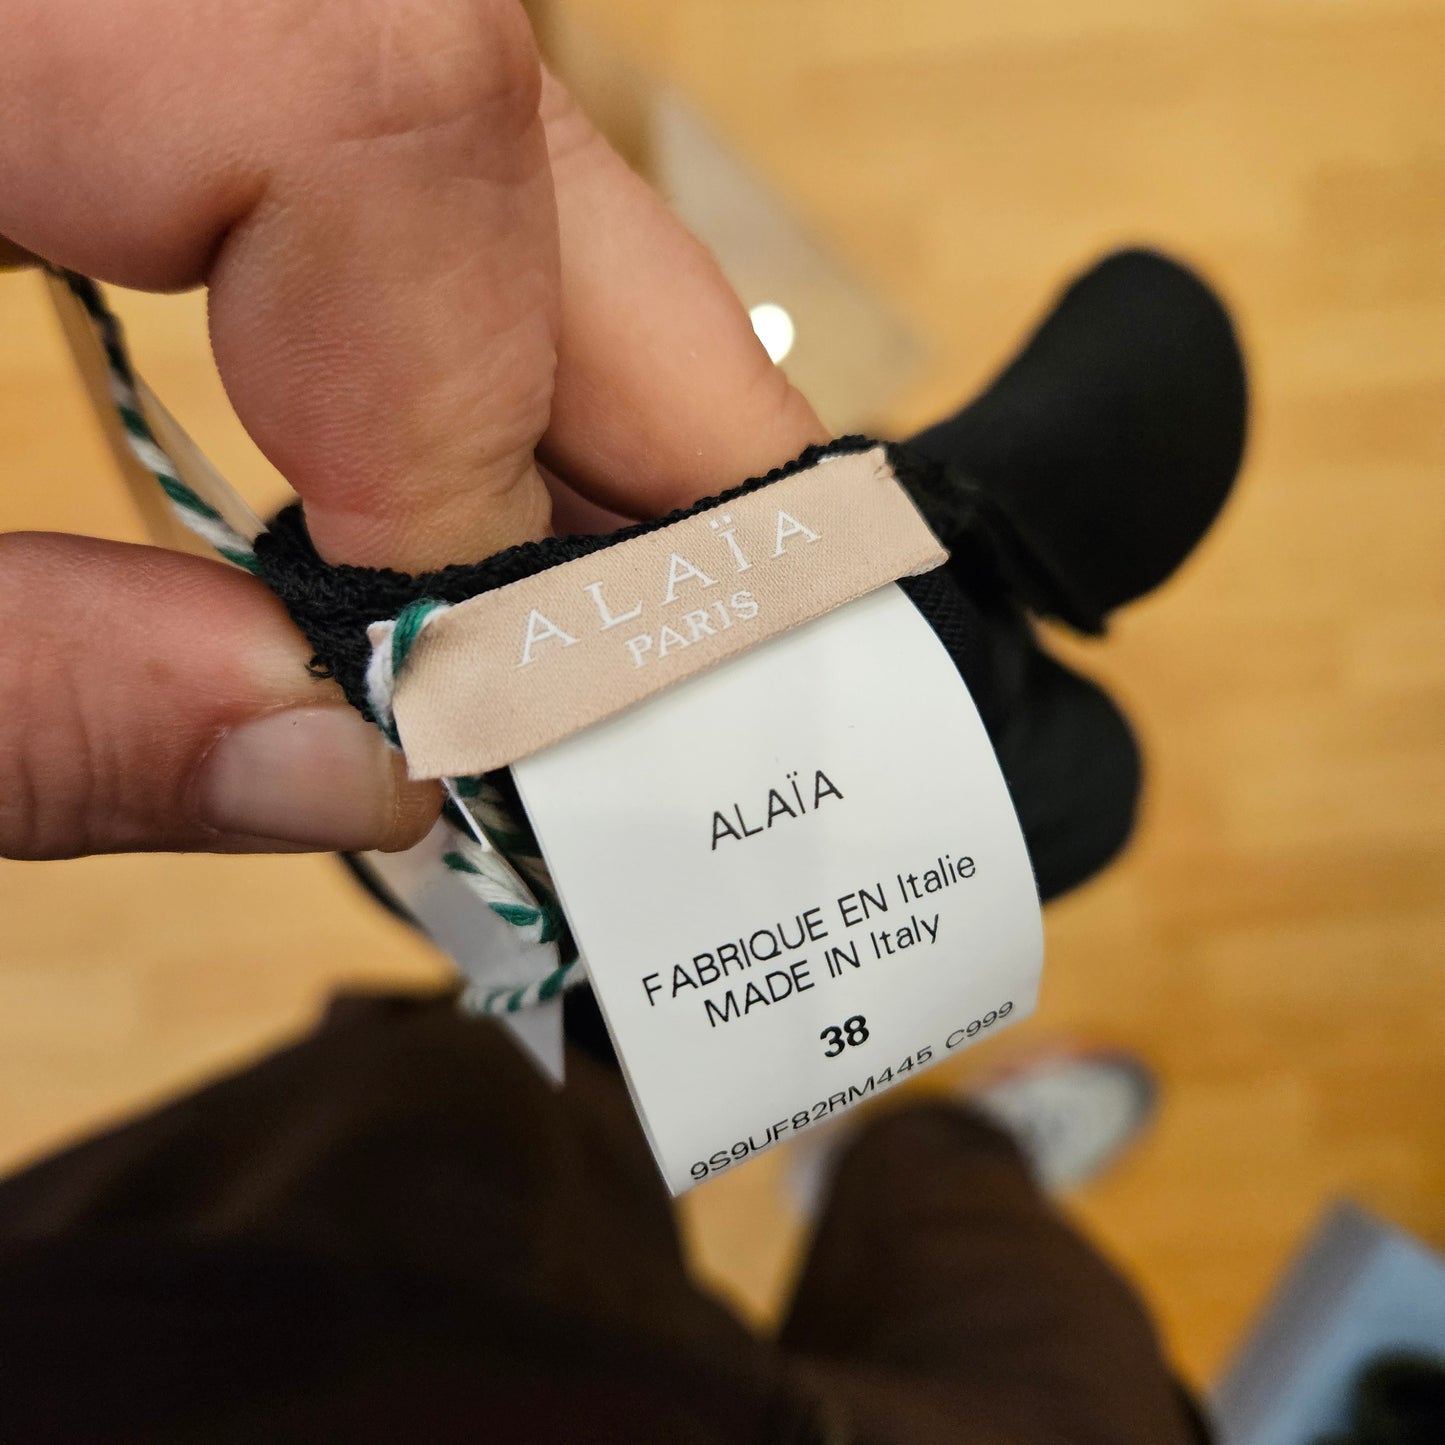 ALAÏA
PARIS
ALAÏA
FABRIQUE EN Italie
MADE IN Italy
38
9S9UF82RM445 C999